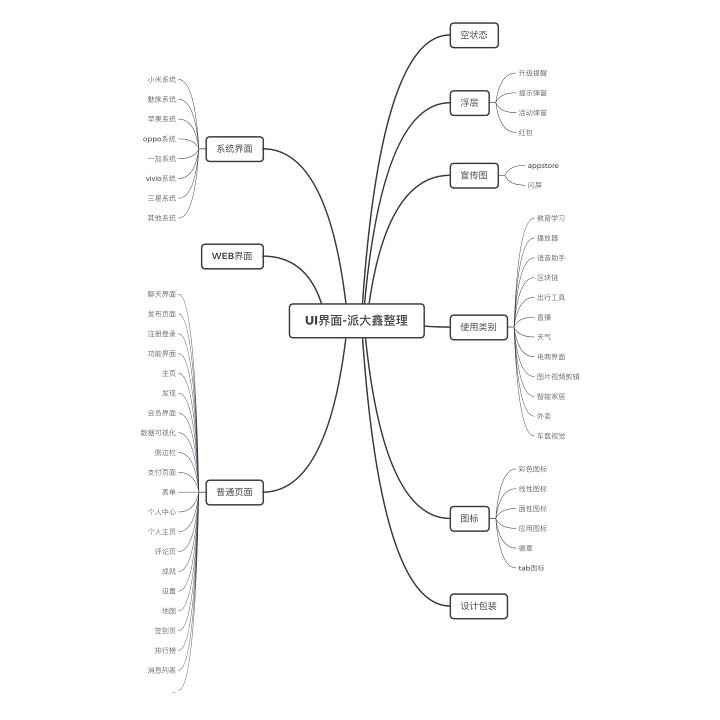 UI界面-派大鑫整理
空状态
浮层
升级提醒
提示弹窗
活动弹窗
红包
宣传图
appstore
闪屏
使用类别
教育学习
播放器
语音助手
区块链
出行工具
直播
天气
电商界面
图片视频剪辑
智能家居
外卖
车载视觉
图标
彩色图标
线性图标
面性图标
应用图标
徽章
tab图标
设计包装
系统界面
小米系统
魅族系统
苹果系统
oppo系统
一加系统
vivio系统
三星系统
其他系统
WEB界面
普通页面
聊天界面
发布页面
注册登录
功能界面
主页
发现
会员界面
数据可视化
侧边栏
支付页面
表单
个人中心
个人主页
评论页
成就
设置
地图
签到页
排行榜
消息列表